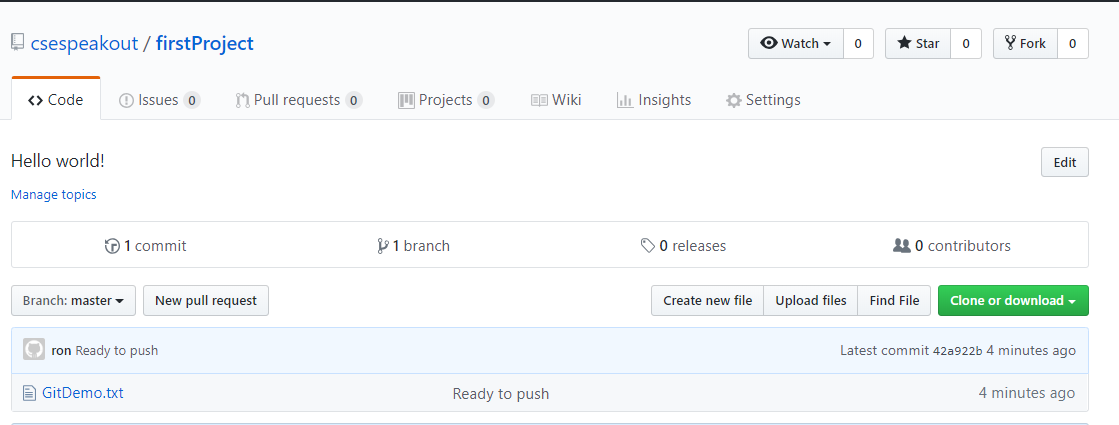 csespeakout / firstProject
Watch 0 Star 0 Fork 0
Code Issues 0 Pull requests 0 Projects 0 Wiki Insights Settings
Hello world! Edit
Manage topics
1 commit 1 branch 0 releases 0 contributors
Branch: master New pull request Create new file Upload files Find File Clone or download
ron Ready to push Latest commit 42a922b 4 minutes ago
GitDemo.txt Ready to push 4 minutes ago